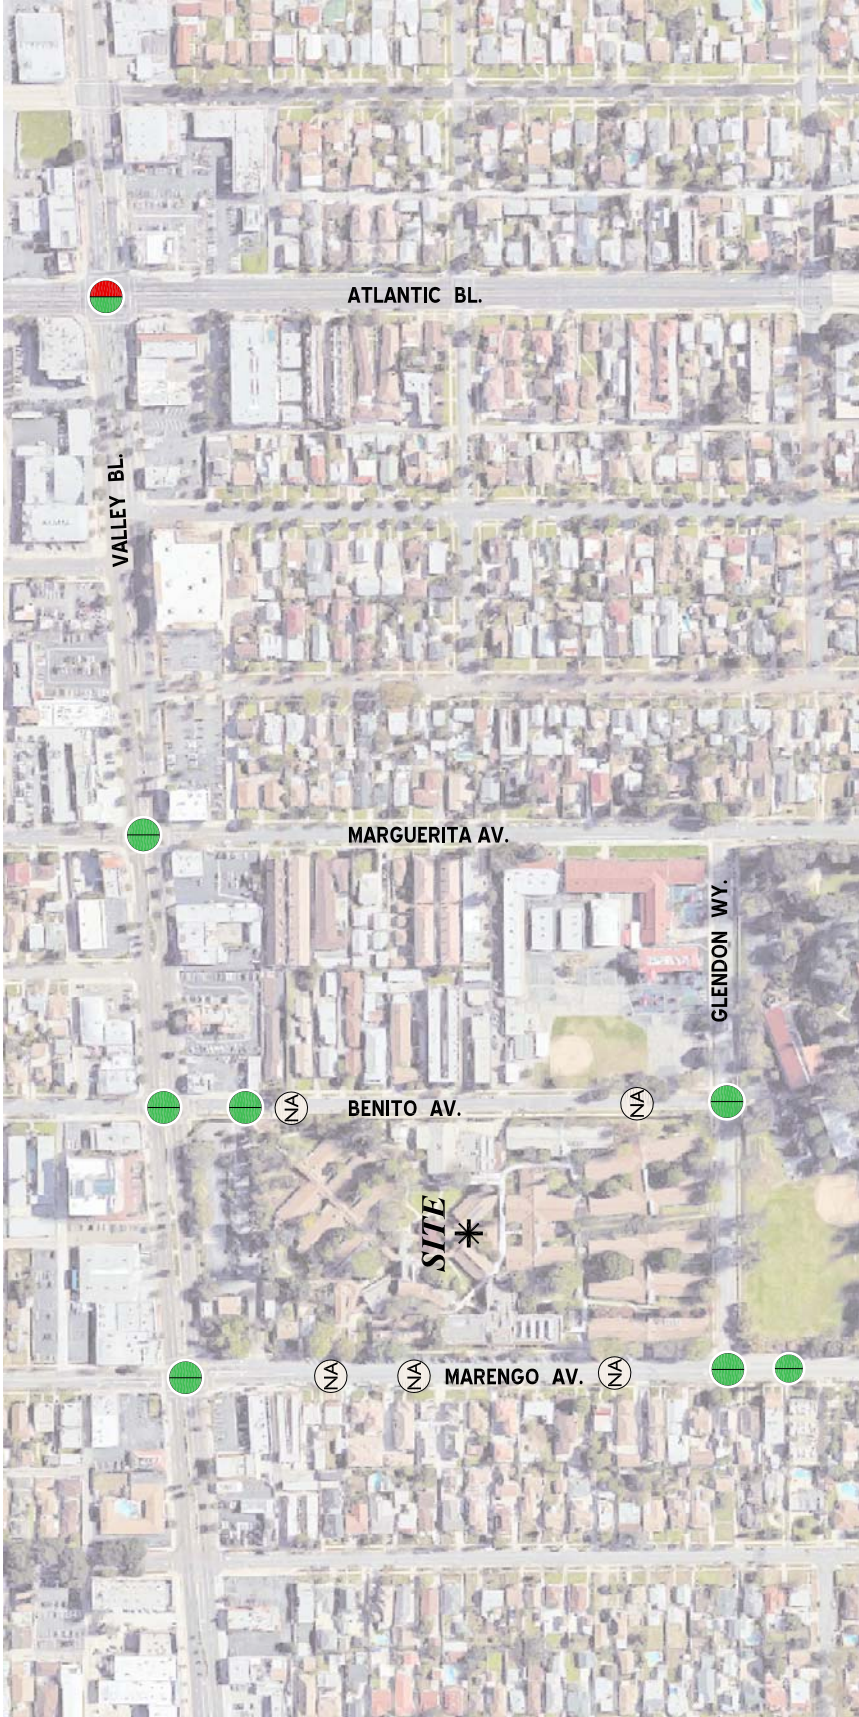 ATLANTIC BL.
VALLEY BL.
MARGUERITA AV.
GLENDON WY.
NA
BENITO AV.
NA
SITE
NA
NA
MARENGO AV.
NA